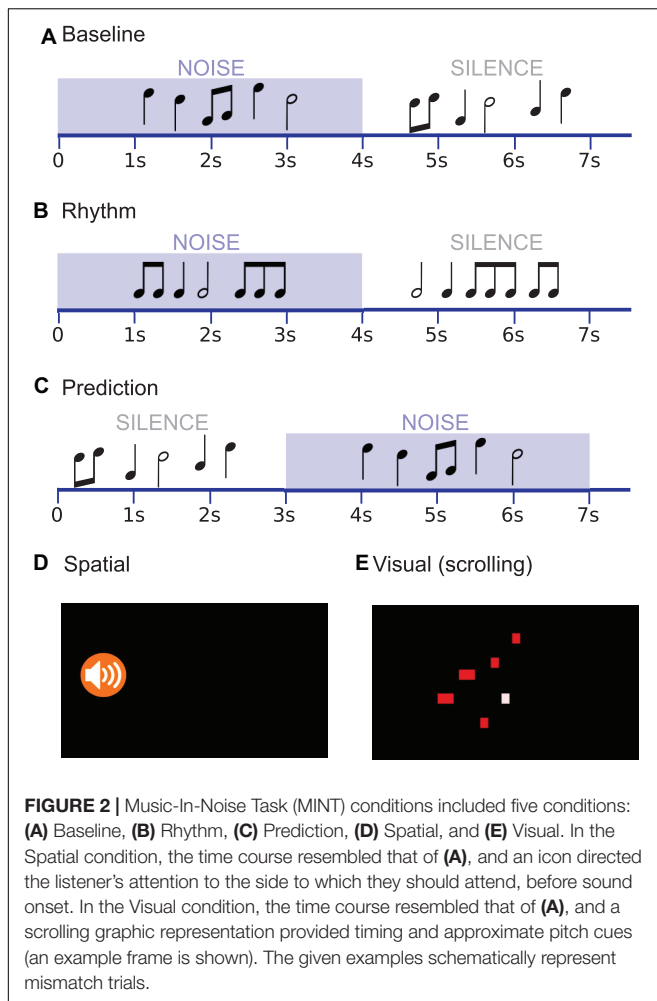 A Baseline
NOISE SILENCE
0 1s 2s 3s 4s 5s 6s 7s
B Rhythm
NOISE SILENCE
0 1s 2s 3s 4s 5s 6s 7s
C Prediction
SILENCE NOISE
0 1s 2s 3s 4s 5s 6s 7s
D Spatial E Visual (scrolling)
FIGURE 2 | Music-In-Noise Task (MINT) conditions included five conditions:
(A) Baseline, (B) Rhythm, (C) Prediction, (D) Spatial, and (E) Visual. In the
Spatial condition, the time course resembled that of (A), and an icon directed
the listener's attention to the side to which they should attend, before sound
onset. In the Visual condition, the time course resembled that of (A), and a
scrolling graphic representation provided timing and approximate pitch cues
(an example frame is shown). The given examples schematically represent
mismatch trials.